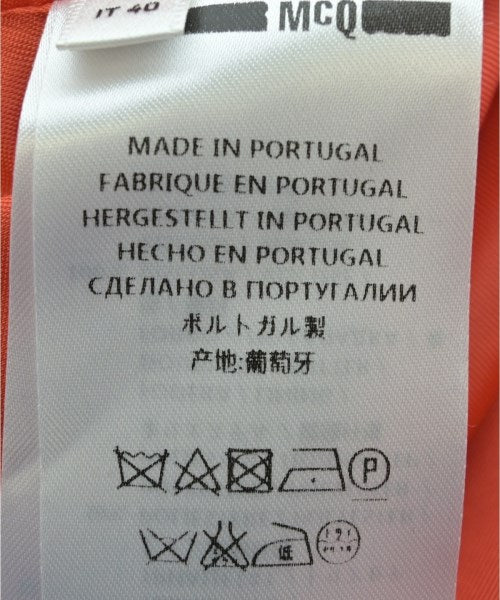 IT 40
McQ
MADE IN PORTUGAL
FABRIQUE EN PORTUGAL
HERGESTELLT IN PORTUGAL
HECHO EN PORTUGAL
СДЕЛАНО В ПОРТУГАЛИИ
ポルトガル製
产地:葡萄牙
P
低